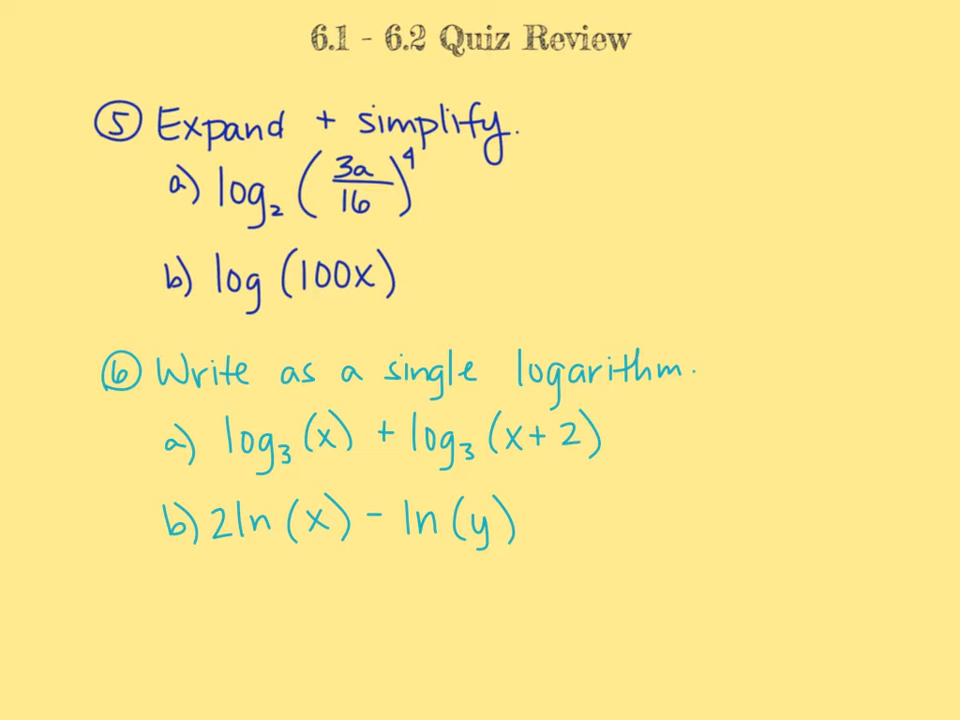 6.1 - 6.2 Quiz Review
⑤ Expand + simplify.
a) log₂ (3a/16)⁴
b) log (100x)
⑥ Write as a single logarithm.
a) log₃ (x) + log₃ (x+2)
b) 2ln (x) - ln (y)